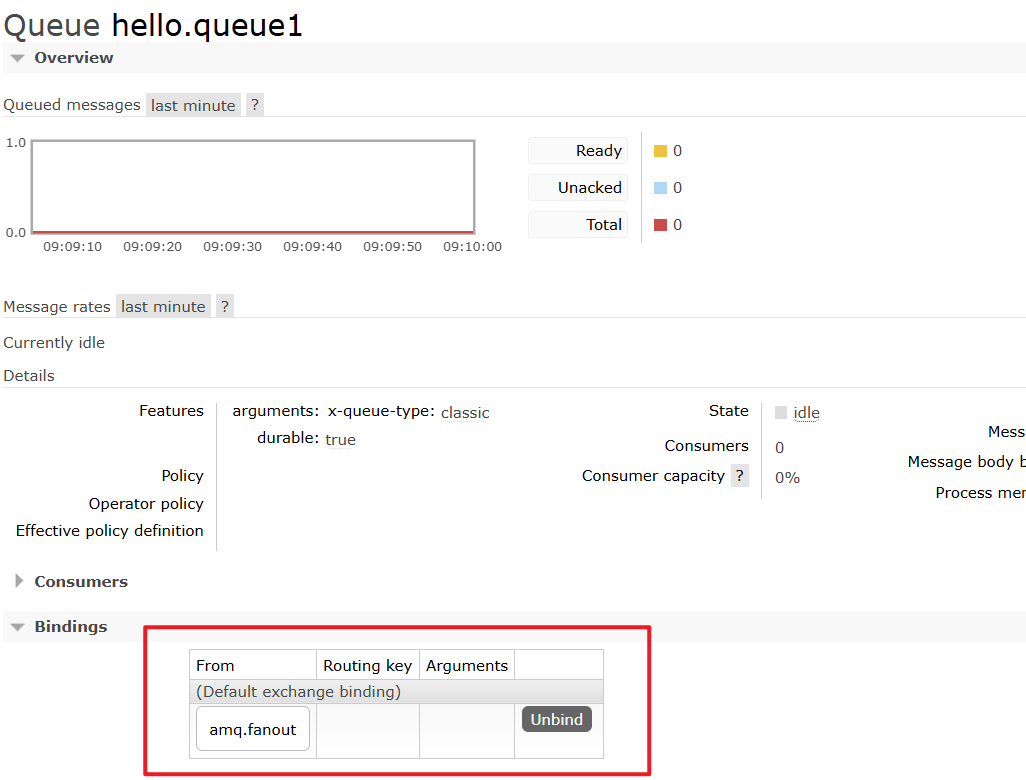 Queue hello.queue1
Overview
Queued messages last minute ?
1.0
0.0
09:09:10 09:09:20 09:09:30 09:09:40 09:09:50 09:10:00
Ready 0
Unacked 0
Total 0
Message rates last minute ?
Currently idle
Details
Features arguments: x-queue-type: classic
durable: true
Policy
Operator policy
Effective policy definition
State idle
Consumers 0
Consumer capacity ? 0%
Mess
Message body b
Process mer
Consumers
Bindings
From Routing key Arguments
(Default exchange binding)
amq.fanout Unbind